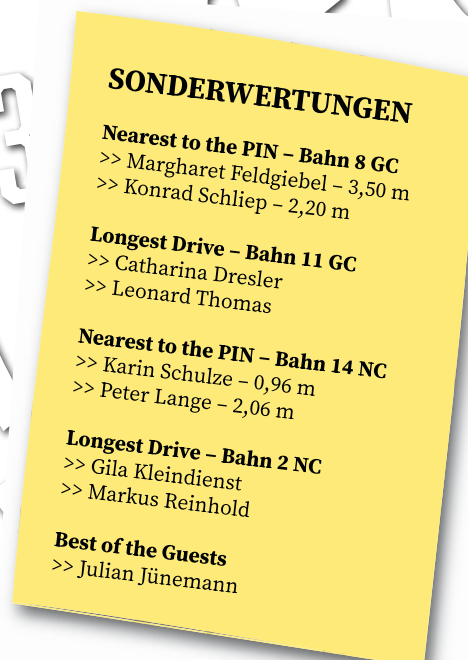 SONDERWERTUNGEN
Nearest to the PIN – Bahn 8 GC
>> Margharet Feldgiebel – 3,50 m
>> Konrad Schliep – 2,20 m
Longest Drive – Bahn 11 GC
>> Catharina Dresler
>> Leonard Thomas
Nearest to the PIN – Bahn 14 NC
>> Karin Schulze – 0,96 m
>> Peter Lange – 2,06 m
Longest Drive – Bahn 2 NC
>> Gila Kleindienst
>> Markus Reinhold
Best of the Guests
>> Julian Jünemann